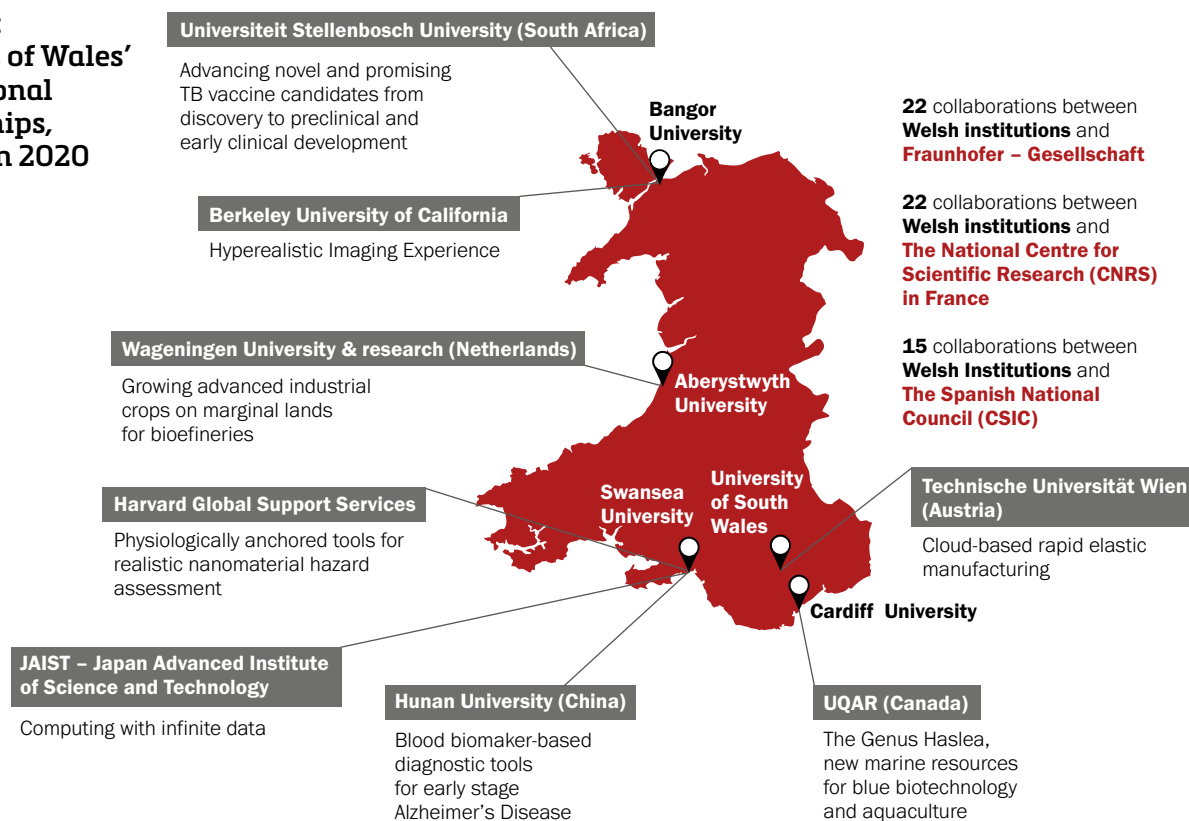 of Wales’
onal
hips,
n 2020
Universiteit Stellenbosch University (South Africa)
Advancing novel and promising
TB vaccine candidates from
discovery to preclinical and
early clinical development
Berkeley University of California
Hyperealistic Imaging Experience
Wageningen University & research (Netherlands)
Growing advanced industrial
crops on marginal lands
for bioefineries
Harvard Global Support Services
Physiologically anchored tools for
realistic nanomaterial hazard
assessment
JAIST – Japan Advanced Institute
of Science and Technology
Computing with infinite data
Hunan University (China)
Blood biomaker-based
diagnostic tools
for early stage
Alzheimer’s Disease
Bangor
University
Aberystwyth
University
Swansea
University
University
of South
Wales
Cardiff University
22 collaborations between
Welsh institutions and
Fraunhofer – Gesellschaft
22 collaborations between
Welsh institutions and
The National Centre for
Scientific Research (CNRS)
in France
15 collaborations between
Welsh Institutions and
The Spanish National
Council (CSIC)
Technische Universität Wien
(Austria)
Cloud-based rapid elastic
manufacturing
UQAR (Canada)
The Genus Haslea,
new marine resources
for blue biotechnology
and aquaculture